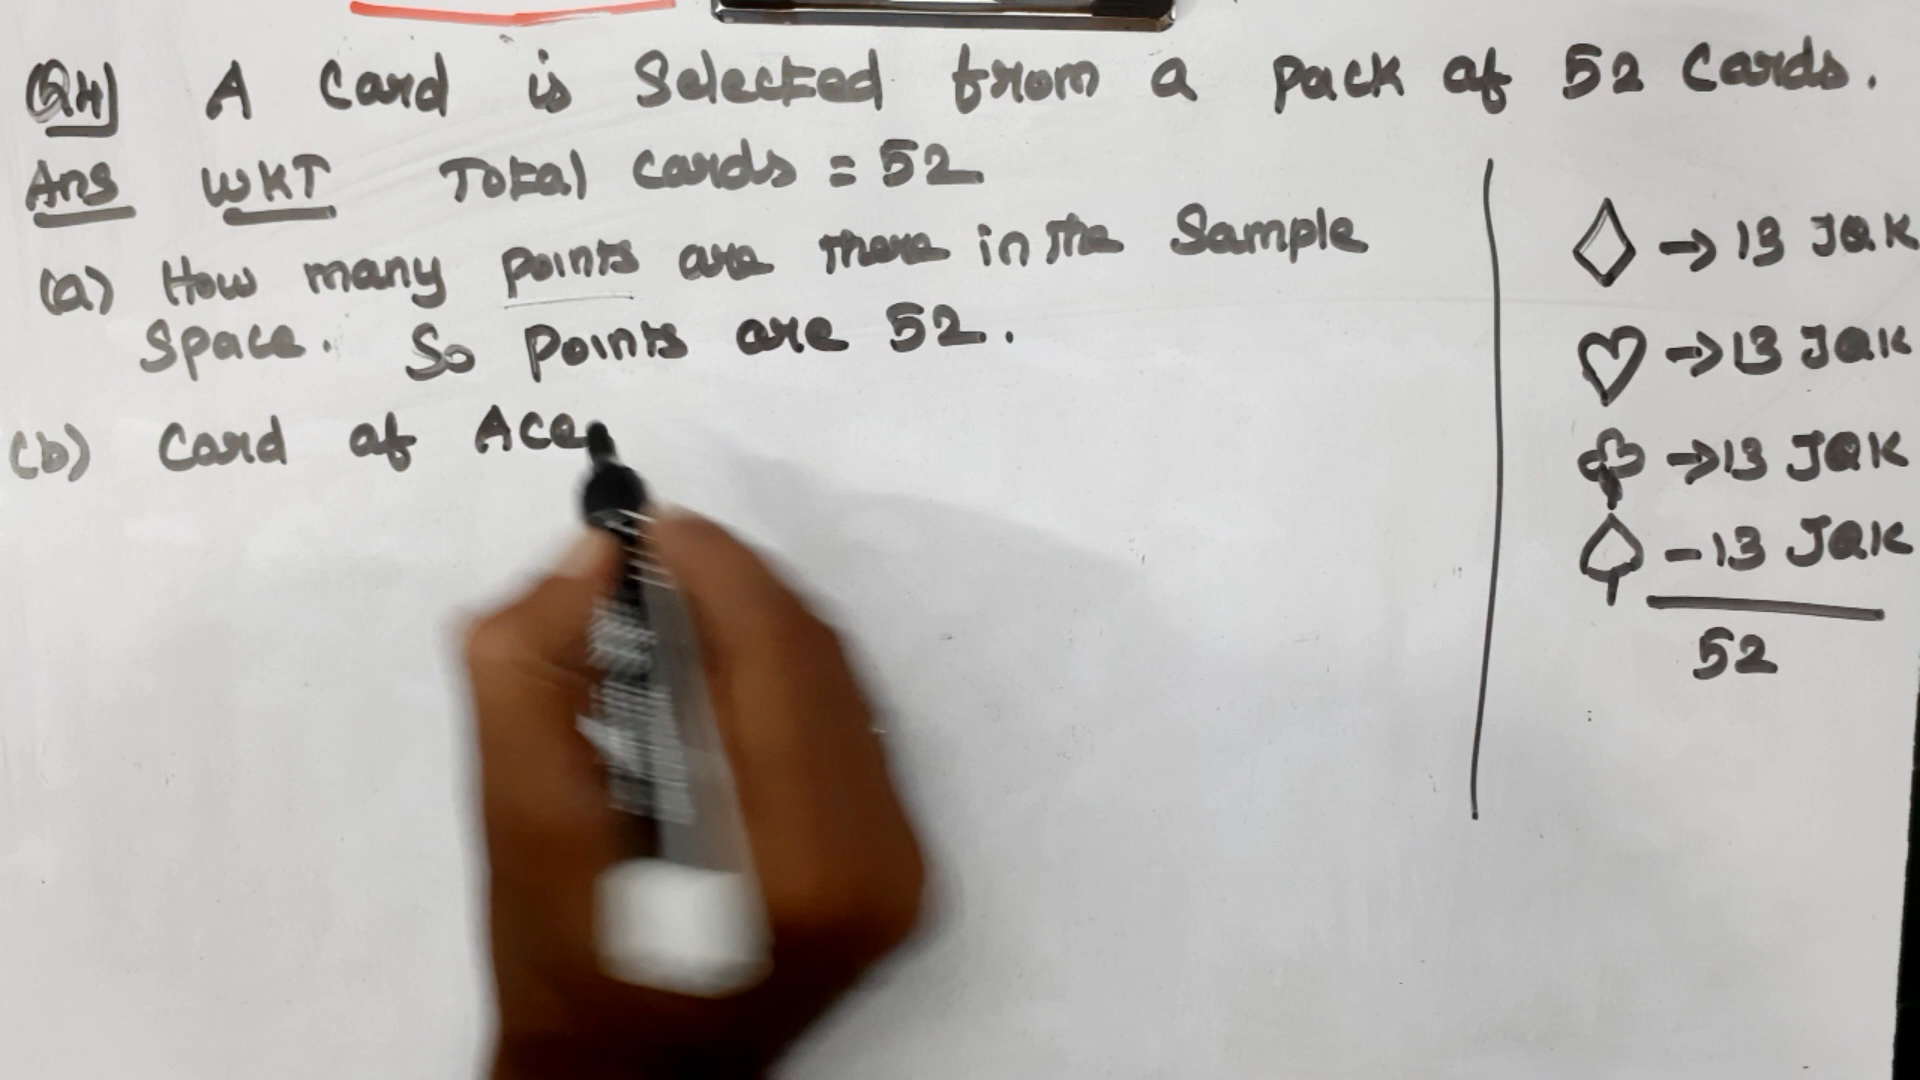 Q4) A Card is Selected from a pack of 52 Cards.
Ans WKT Total cards = 52
(a) How many points are there in the Sample
Space. So points are 52.
(b) Card of Ace
→ 13 JQK
→ 13 JQK
→ 13 JQK
- 13 JQK
52